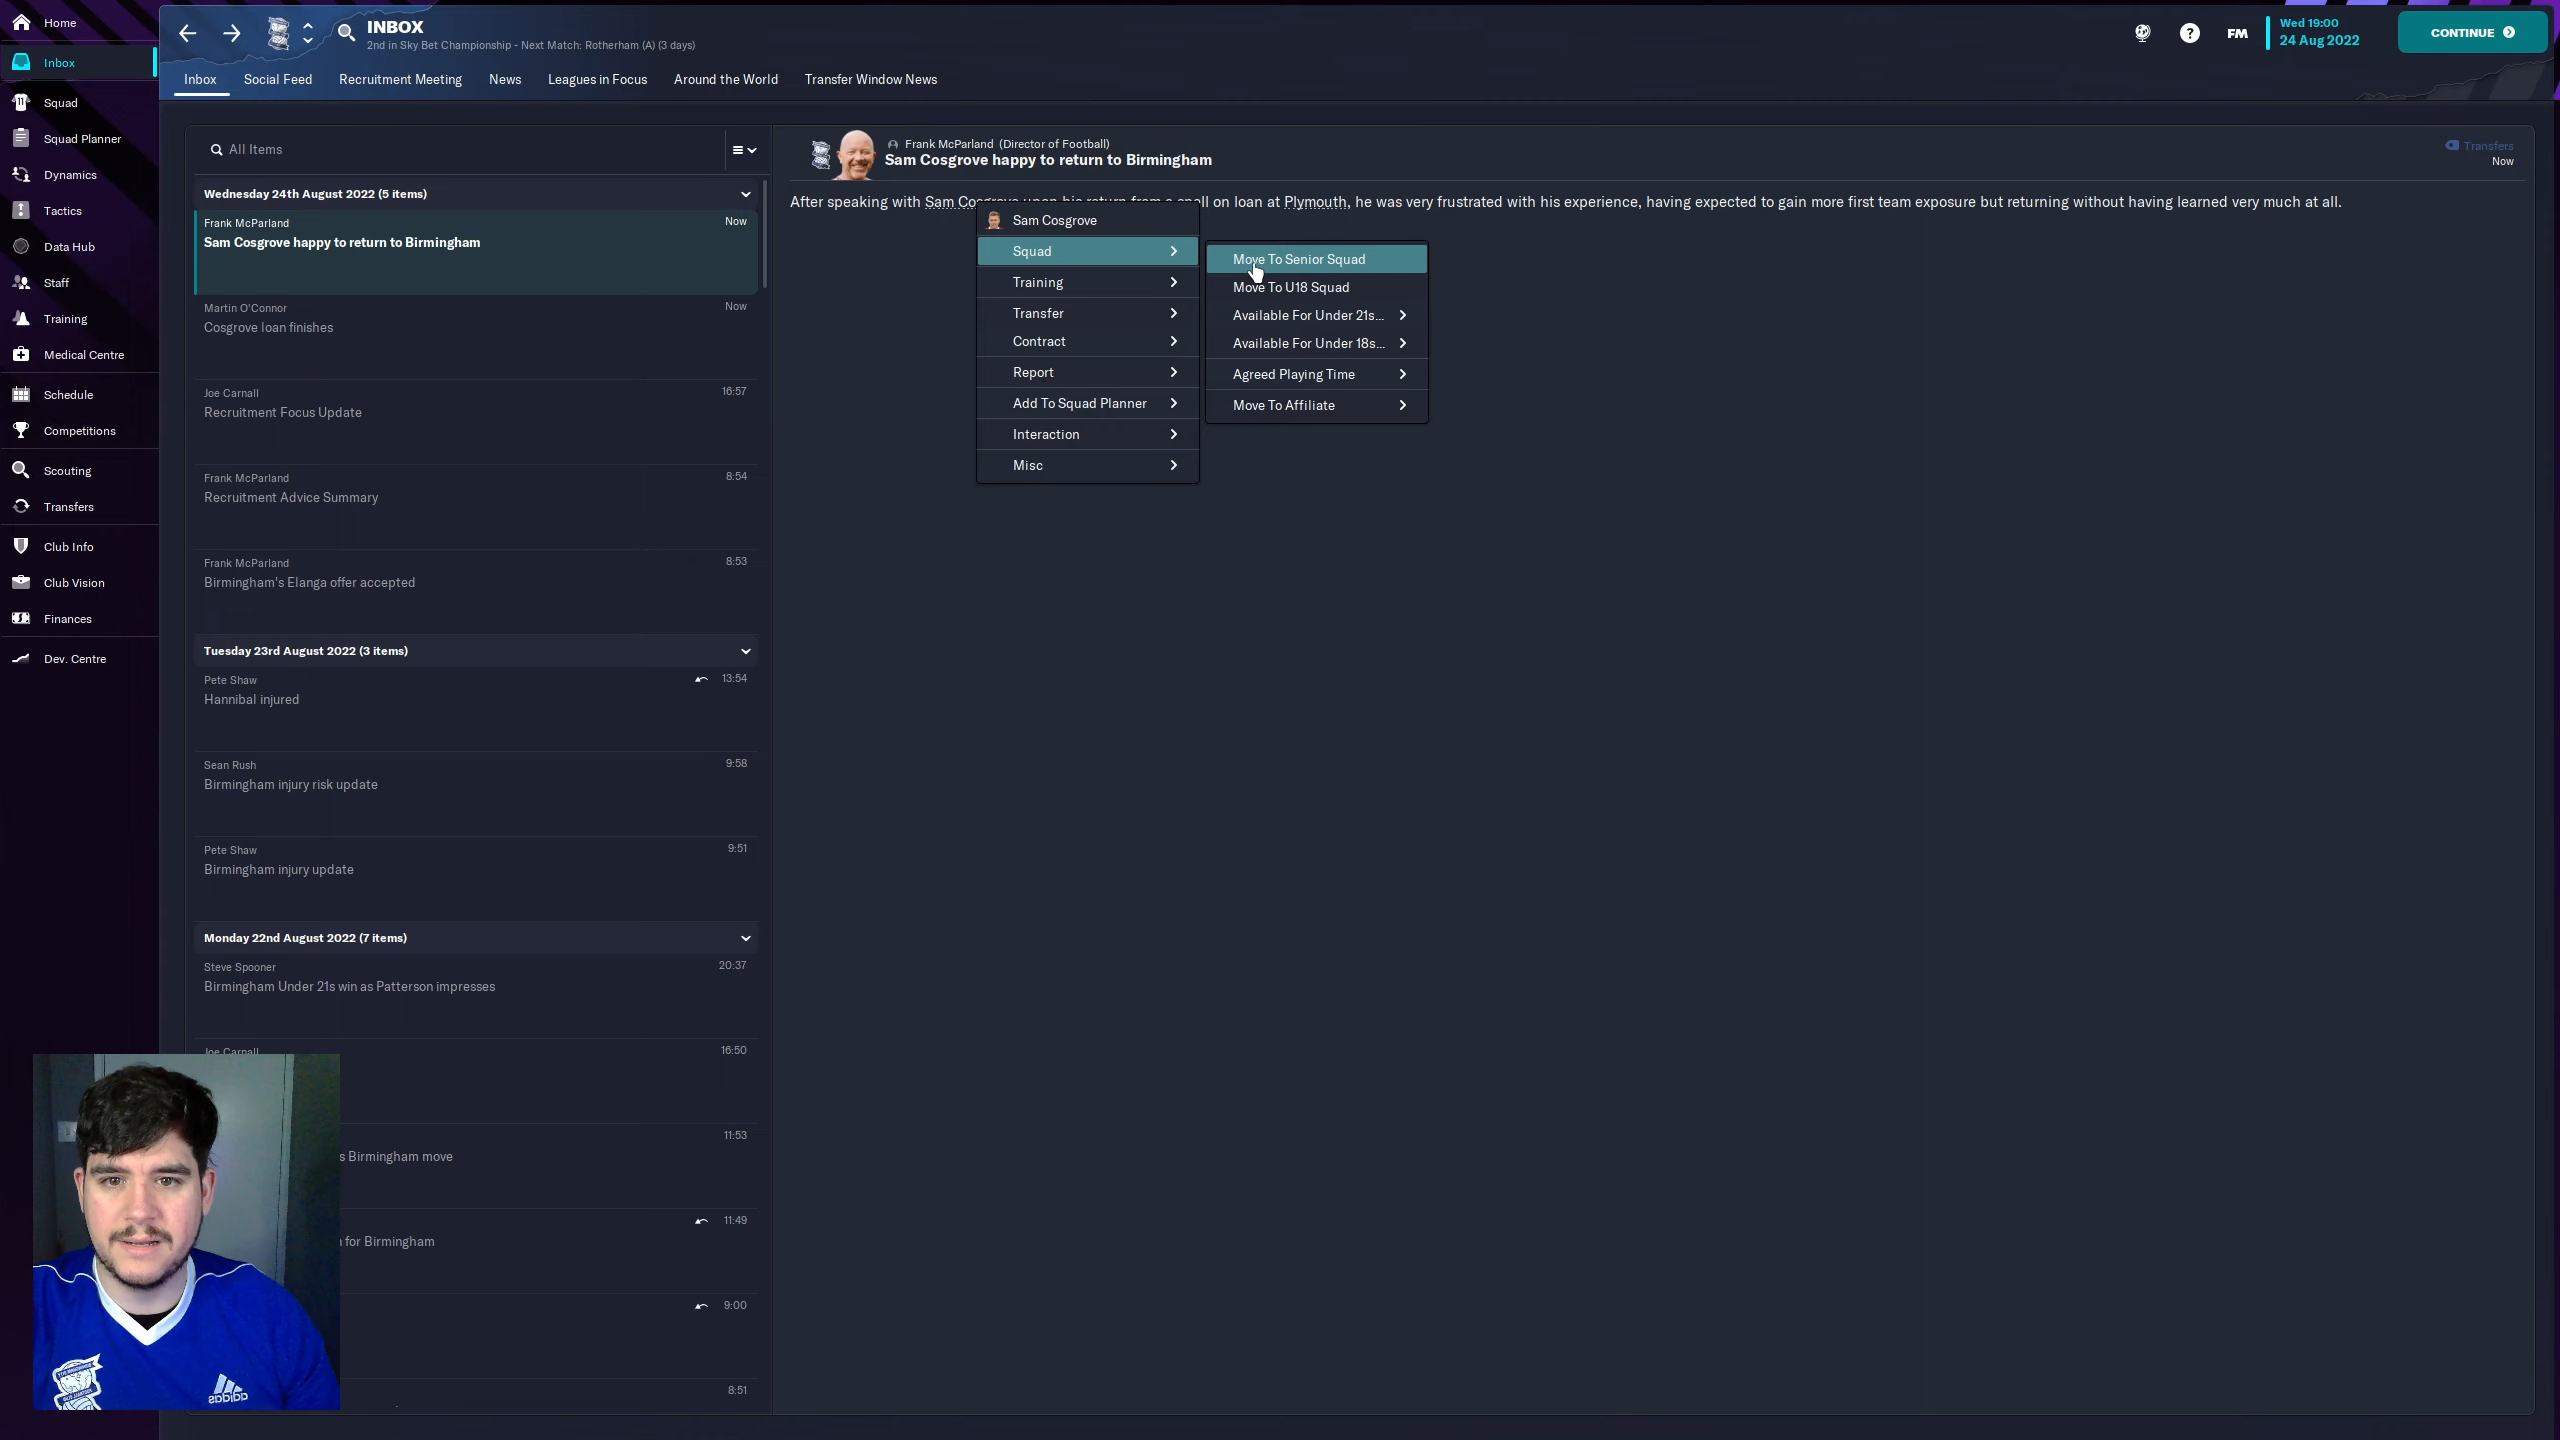 Home
Inbox
Squad
Squad Planner
Dynamics
Tactics
Data Hub
Staff
Training
Medical Centre
Schedule
Competitions
Scouting
Transfers
Club Info
Club Vision
Finances
Dev. Centre
INBOX
2nd in Sky Bet Championship - Next Match: Rotherham (A) (3 days)
FM
Wed 19:00
24 Aug 2022
CONTINUE
Inbox
Social Feed
Recruitment Meeting
News
Leagues in Focus
Around the World
Transfer Window News
All Items
Wednesday 24th August 2022 (5 items)
Frank McParland
Now
Sam Cosgrove happy to return to Birmingham
Martin O'Connor
Now
Cosgrove loan finishes
Joe Carnall
16:57
Recruitment Focus Update
Frank McParland
8:54
Recruitment Advice Summary
Frank McParland
8:53
Birmingham's Elanga offer accepted
Tuesday 23rd August 2022 (3 items)
Pete Shaw
13:54
Hannibal injured
Sean Rush
9:58
Birmingham injury risk update
Pete Shaw
9:51
Birmingham injury update
Monday 22nd August 2022 (7 items)
Steve Spooner
20:37
Birmingham Under 21s win as Patterson impresses
Joe Carnall
16:50
11:53
s Birmingham move
11:49
for Birmingham
9:00
8:51
Frank McParland (Director of Football)
Sam Cosgrove happy to return to Birmingham
Transfers
Now
After speaking with Sam Cosgrove upon his return from a spell on loan at Plymouth, he was very frustrated with his experience, having expected to gain more first team exposure but returning without having learned very much at all.
Sam Cosgrove
Squad
Training
Transfer
Contract
Report
Add To Squad Planner
Interaction
Misc
Move To Senior Squad
Move To U18 Squad
Available For Under 21s...
Available For Under 18s...
Agreed Playing Time
Move To Affiliate
adidas